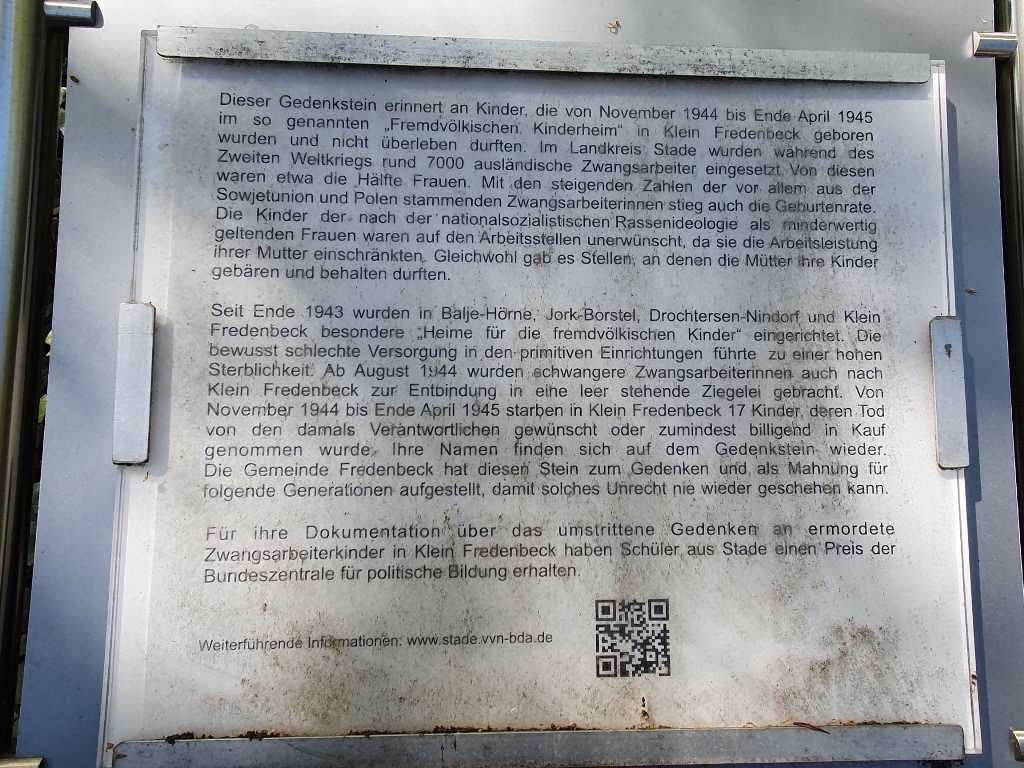 Dieser Gedenkstein erinnert an Kinder, die von November 1944 bis Ende April 1945
im so genannten „Fremdvölkischen Kinderheim“ in Klein Fredenbeck geboren
wurden und nicht überleben durften. Im Landkreis Stade wurden während des
Zweiten Weltkriegs rund 7000 ausländische Zwangsarbeiter eingesetzt. Von diesen
waren etwa die Hälfte Frauen. Mit den steigenden Zahlen der vor allem aus der
Sowjetunion und Polen stammenden Zwangsarbeiterinnen stieg auch die Geburtenrate.
Die Kinder der nach der nationalsozialistischen Rassenideologie als minderwertig
geltenden Frauen waren auf den Arbeitsstellen unerwünscht, da sie die Arbeitsleistung
ihrer Mutter einschränkten. Gleichwohl gab es Stellen, an denen die Mütter ihre Kinder
gebären und behalten durften.
Seit Ende 1943 wurden in Balje-Hörne, Jork-Borstel, Drochtersen-Nindorf und Klein
Fredenbeck besondere „Heime für die fremdvölkischen Kinder“ eingerichtet. Die
bewusst schlechte Versorgung in den primitiven Einrichtungen führte zu einer hohen
Sterblichkeit. Ab August 1944 wurden schwangere Zwangsarbeiterinnen auch nach
Klein Fredenbeck zur Entbindung in eine leer stehende Ziegelei gebracht. Von
November 1944 bis Ende April 1945 starben in Klein Fredenbeck 17 Kinder, deren Tod
von den damals Verantwortlichen gewünscht oder zumindest billigend in Kauf
genommen wurde. Ihre Namen finden sich auf dem Gedenkstein wieder.
Die Gemeinde Fredenbeck hat diesen Stein zum Gedenken und als Mahnung für
folgende Generationen aufgestellt, damit solches Unrecht nie wieder geschehen kann.
Für ihre Dokumentation über das umstrittene Gedenken an ermordete
Zwangsarbeiterkinder in Klein Fredenbeck haben Schüler aus Stade einen Preis der
Bundeszentrale für politische Bildung erhalten.
Weiterführende Informationen: www.stade.vvn-bda.de